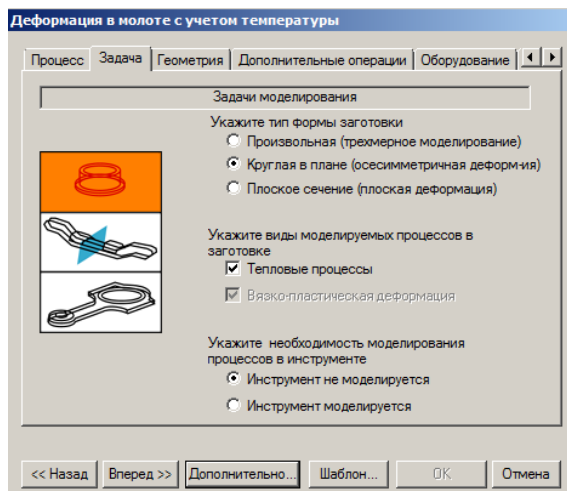 Деформация в молоте с учетом температуры
Процесс Задача Геометрия Дополнительные операции Оборудование
Задачи моделирования
Укажите тип формы заготовки
Произвольная (трехмерное моделирование)
Круглая в плане (осесимметричная деформ-ия)
Плоское сечение (плоская деформация)
Укажите виды моделируемых процессов в
заготовке
Тепловые процессы
Вязко-пластическая деформация
Укажите необходимость моделирования
процессов в инструменте
Инструмент не моделируется
Инструмент моделируется
<< Назад Вперед >> Дополнительно... Шаблон... OK Отмена